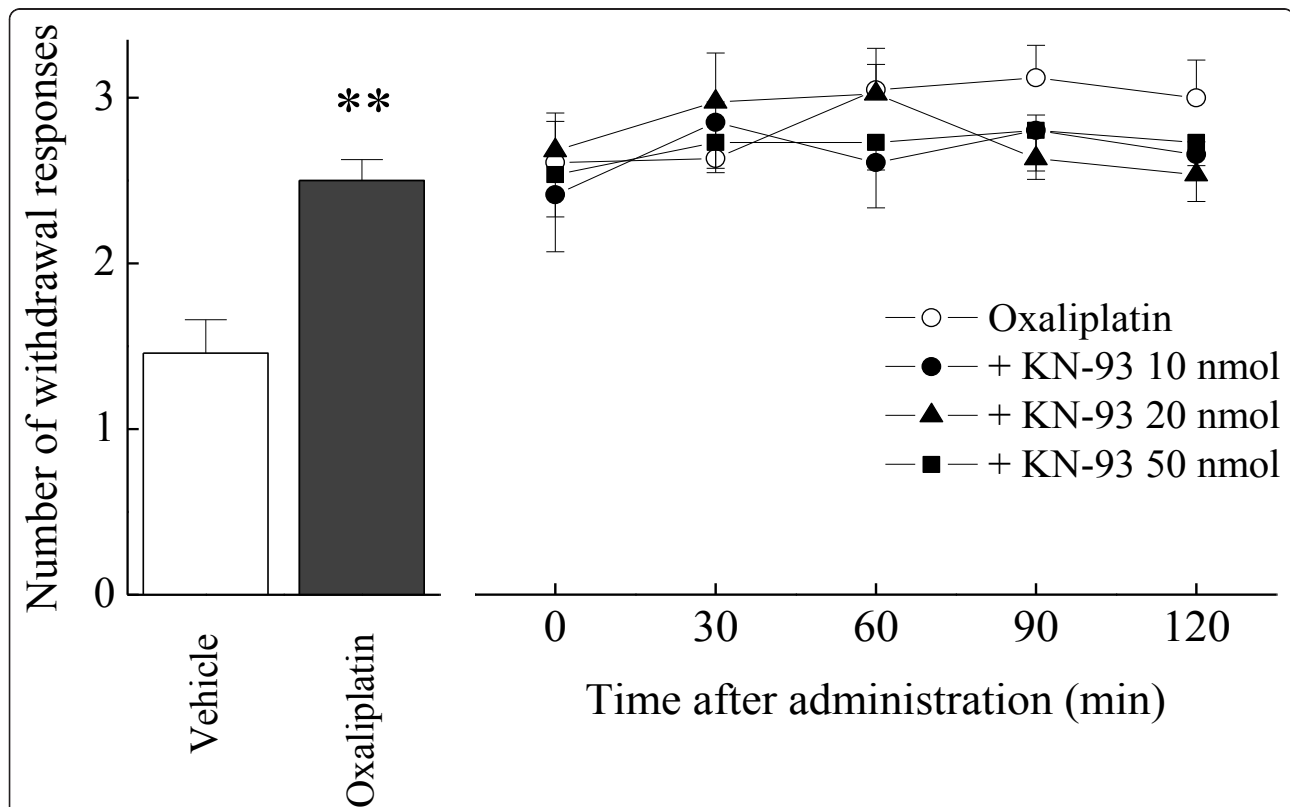 Number of withdrawal responses
3
2
1
0
**
Vehicle
Oxaliplatin
Oxaliplatin
+ KN-93 10 nmol
+ KN-93 20 nmol
+ KN-93 50 nmol
0 30 60 90 120
Time after administration (min)